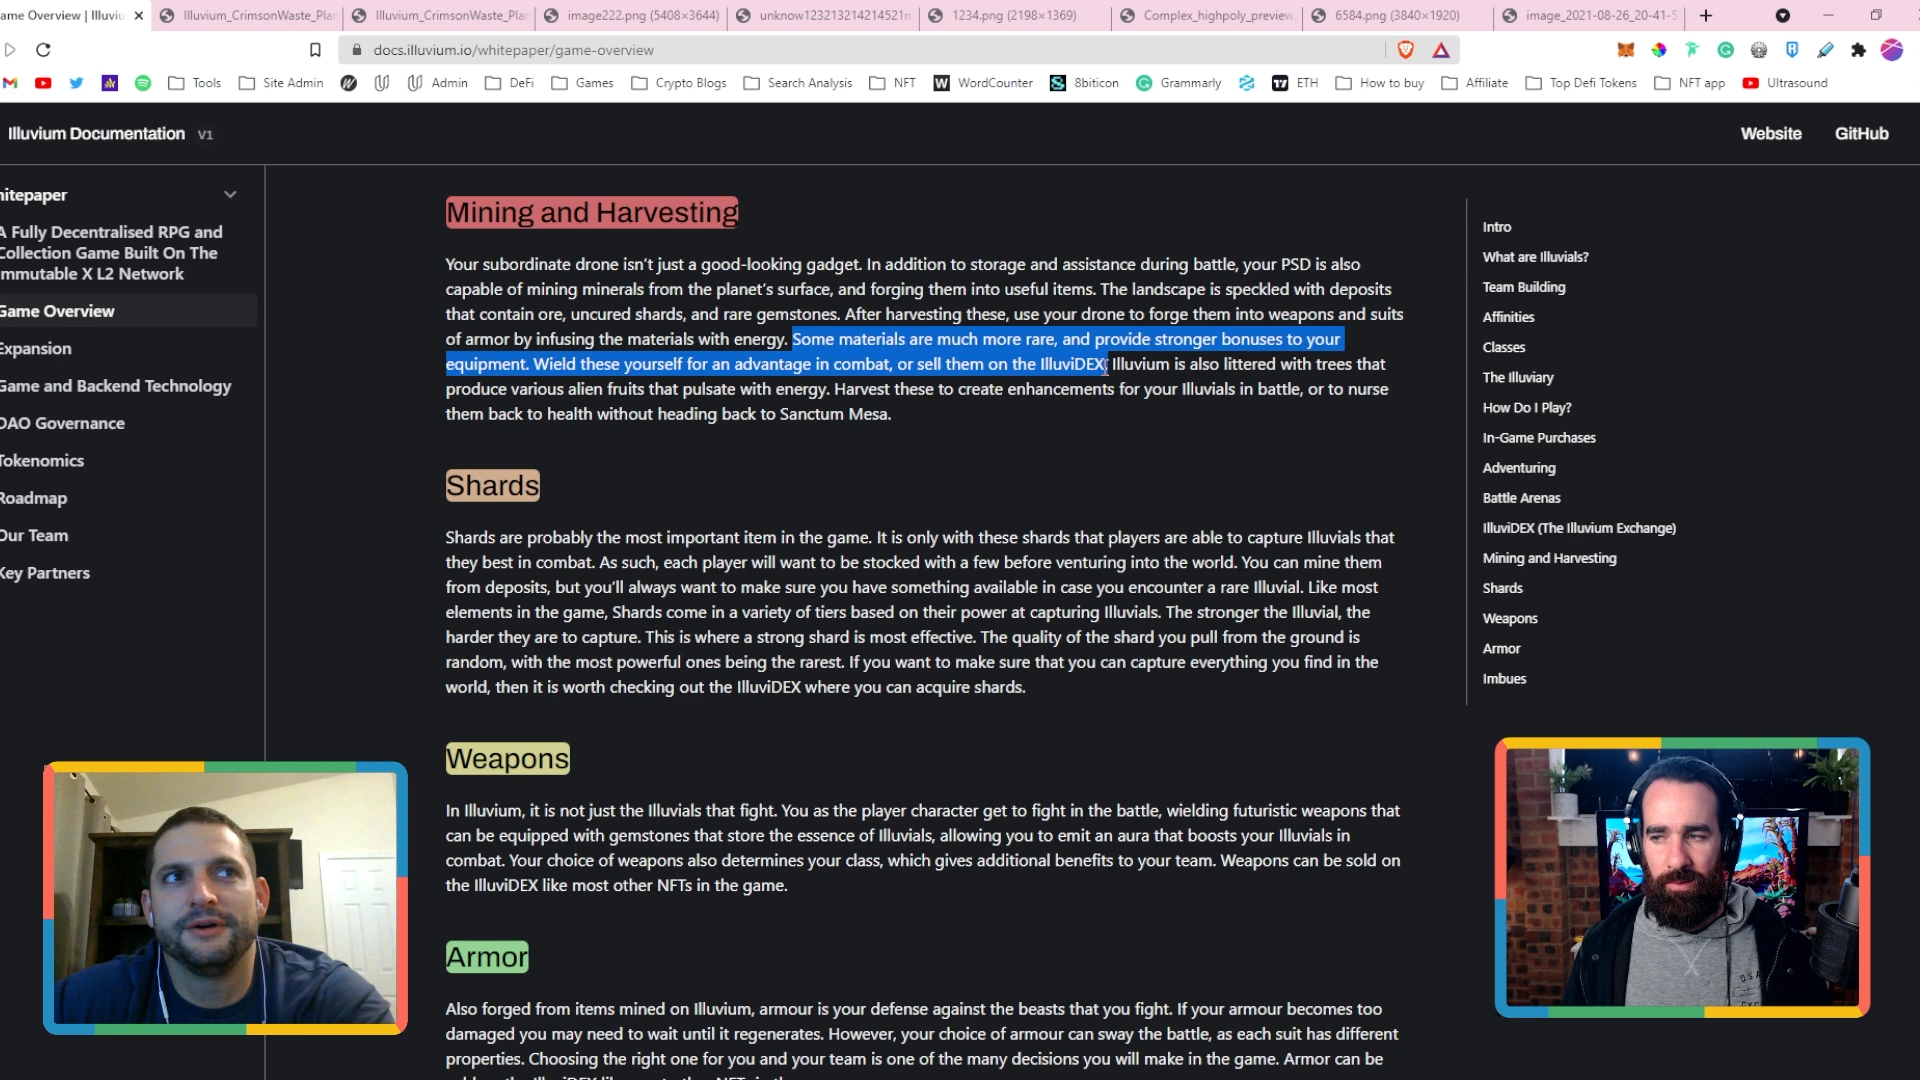 ame Overview | Illuviu
Illuvium_CrimsonWaste_Plan
Illuvium_CrimsonWaste_Plan
image222.png (5408×3644)
unknow123213214214521n
1234.png (2198×1369)
Complex_highpoly_preview.
6584.png (3840×1920)
image_2021-08-26_20-41-5
docs.illuvium.io/whitepaper/game-overview
Tools
Site Admin
Admin
DeFi
Games
Crypto Blogs
Search Analysis
NFT
WordCounter
8biticon
Grammarly
ETH
How to buy
Affiliate
Top Defi Tokens
NFT app
Ultrasound
Illuvium Documentation V1
Website
GitHub
hitepaper
A Fully Decentralised RPG and
Collection Game Built On The
mmutable X L2 Network
Game Overview
Expansion
Game and Backend Technology
DAO Governance
Tokenomics
Roadmap
Our Team
Key Partners
Mining and Harvesting
Your subordinate drone isn't just a good-looking gadget. In addition to storage and assistance during battle, your PSD is also
capable of mining minerals from the planet's surface, and forging them into useful items. The landscape is speckled with deposits
that contain ore, uncured shards, and rare gemstones. After harvesting these, use your drone to forge them into weapons and suits
of armor by infusing the materials with energy. Some materials are much more rare, and provide stronger bonuses to your
equipment. Wield these yourself for an advantage in combat, or sell them on the IlluviDEX. Illuvium is also littered with trees that
produce various alien fruits that pulsate with energy. Harvest these to create enhancements for your Illuvials in battle, or to nurse
them back to health without heading back to Sanctum Mesa.
Shards
Shards are probably the most important item in the game. It is only with these shards that players are able to capture Illuvials that
they best in combat. As such, each player will want to be stocked with a few before venturing into the world. You can mine them
from deposits, but you'll always want to make sure you have something available in case you encounter a rare Illuvial. Like most
elements in the game, Shards come in a variety of tiers based on their power at capturing Illuvials. The stronger the Illuvial, the
harder they are to capture. This is where a strong shard is most effective. The quality of the shard you pull from the ground is
random, with the most powerful ones being the rarest. If you want to make sure that you can capture everything you find in the
world, then it is worth checking out the IlluviDEX where you can acquire shards.
Weapons
In Illuvium, it is not just the Illuvials that fight. You as the player character get to fight in the battle, wielding futuristic weapons that
can be equipped with gemstones that store the essence of Illuvials, allowing you to emit an aura that boosts your Illuvials in
combat. Your choice of weapons also determines your class, which gives additional benefits to your team. Weapons can be sold on
the IlluviDEX like most other NFTs in the game.
Armor
Also forged from items mined on Illuvium, armour is your defense against the beasts that you fight. If your armour becomes too
damaged you may need to wait until it regenerates. However, your choice of armour can sway the battle, as each suit has different
properties. Choosing the right one for you and your team is one of the many decisions you will make in the game. Armor can be
Intro
What are Illuvials?
Team Building
Affinities
Classes
The Illuviary
How Do I Play?
In-Game Purchases
Adventuring
Battle Arenas
IlluviDEX (The Illuvium Exchange)
Mining and Harvesting
Shards
Weapons
Armor
Imbues